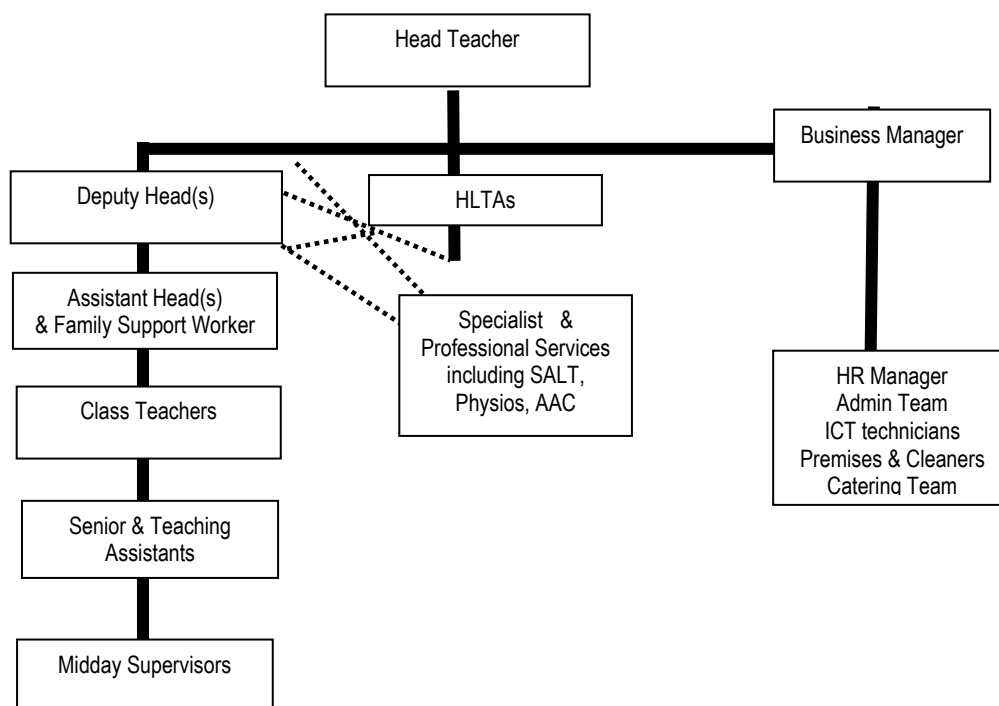 Head Teacher
Business Manager
Deputy Head(s)
HLTAs
Assistant Head(s)
& Family Support Worker
Specialist &
Professional Services
including SALT,
Physios, AAC
Class Teachers
HR Manager
Admin Team
ICT technicians
Premises & Cleaners
Catering Team
Senior & Teaching
Assistants
Midday Supervisors